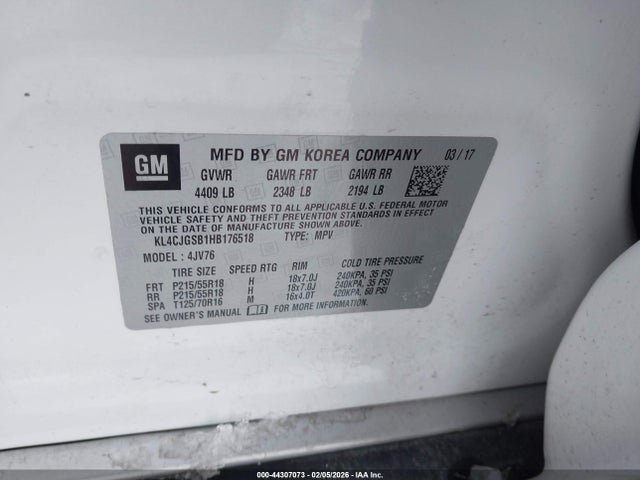 GM
MFD BY GM KOREA COMPANY 03/17
GVWR GAWR FRT GAWR RR
4409 LB 2348 LB 2194 LB
THIS VEHICLE CONFORMS TO ALL APPLICABLE U.S. FEDERAL MOTOR
VEHICLE SAFETY, BUMPER, AND THEFT PREVENTION STANDARDS
IN EFFECT ON THE DATE OF MANUFACTURE SHOWN ABOVE.
KL4CJGSB1HB176518 TYPE: MPV
MODEL: 4JV76
TIRE SIZE SPEED RTG RIM COLD TIRE PRESSURE
FRT P215/55R18 H 18x7.0J 240KPA, 35 PSI
RR P215/55R18 H 18x7.0J 240KPA, 35 PSI
SPA T125/70R16 M 16x4.0T 420KPA, 60 PSI
SEE OWNER'S MANUAL FOR MORE INFORMATION.
000-44307073 - 02/05/2026 - IAA Inc.